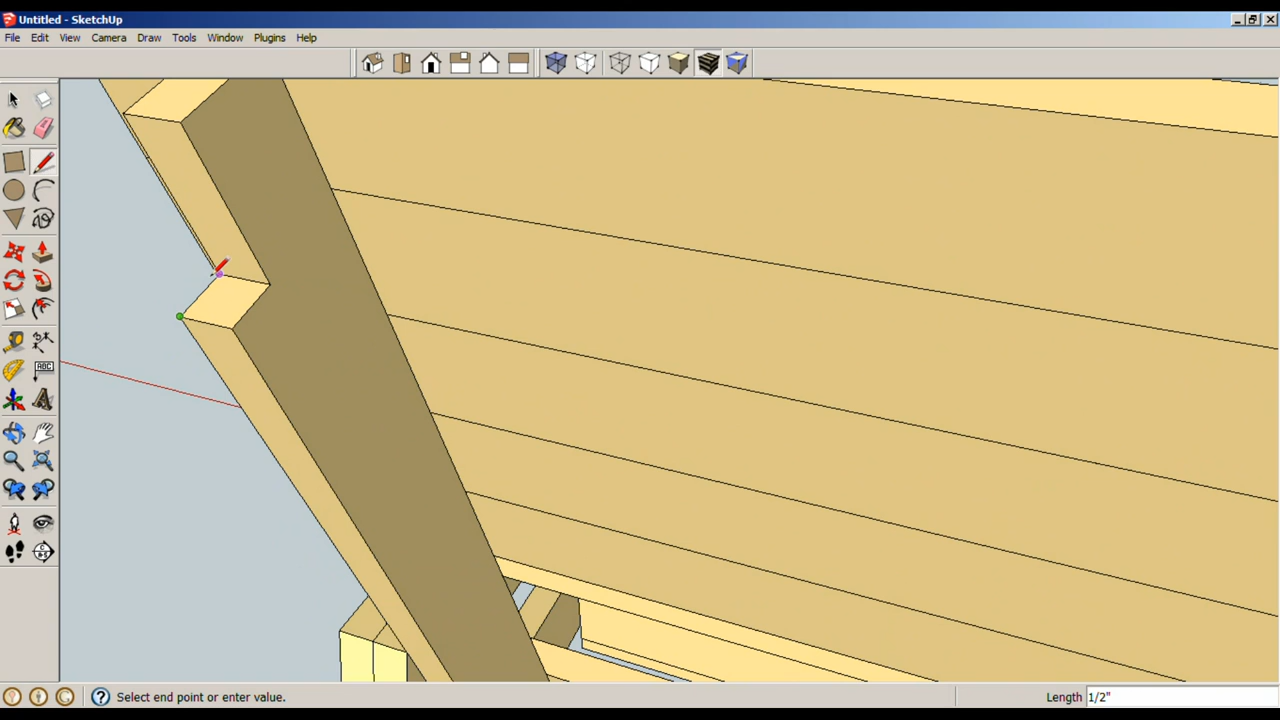 Untitled - SketchUp
File Edit View Camera Draw Tools Window Plugins Help
ABC
Select end point or enter value.
Length 1/2"